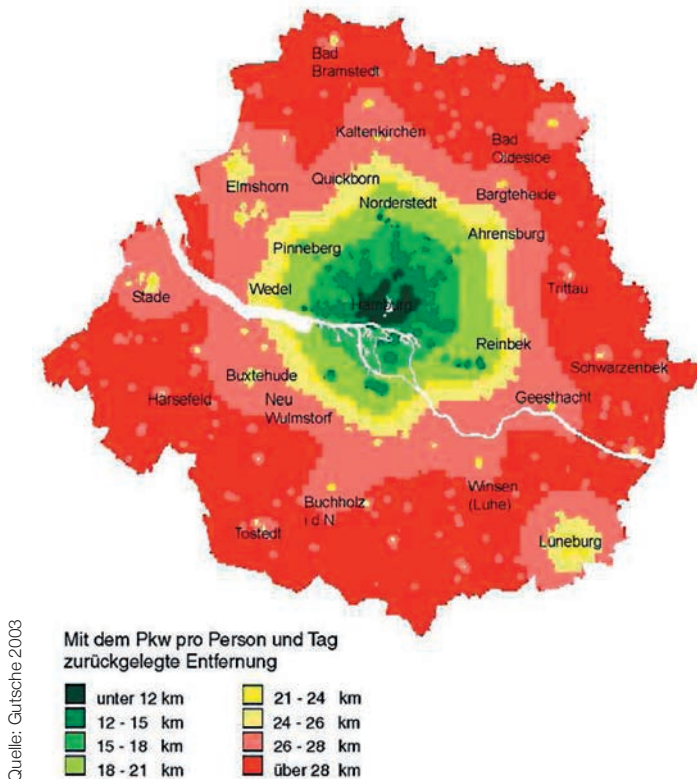 Bad
Bramstedt
Kaltenkirchen
Bad
Oldesloe
Elmshorn
Quickborn
Bargteheide
Norderstedt
Ahrensburg
Pinneberg
Wedel
Hamburg
Trittau
Stade
Reinbek
Schwarzenbek
Buxtehude
Harsefeld
Neu
Wulmstorf
Geesthacht
Winsen
(Luhe)
Buchholz
i d N
Tostedt
Lüneburg
Mit dem Pkw pro Person und Tag
zurückgelegte Entfernung
unter 12 km
12 - 15 km
15 - 18 km
18 - 21 km
21 - 24 km
24 - 26 km
26 - 28 km
über 28 km
Quelle: Gutsche 2003